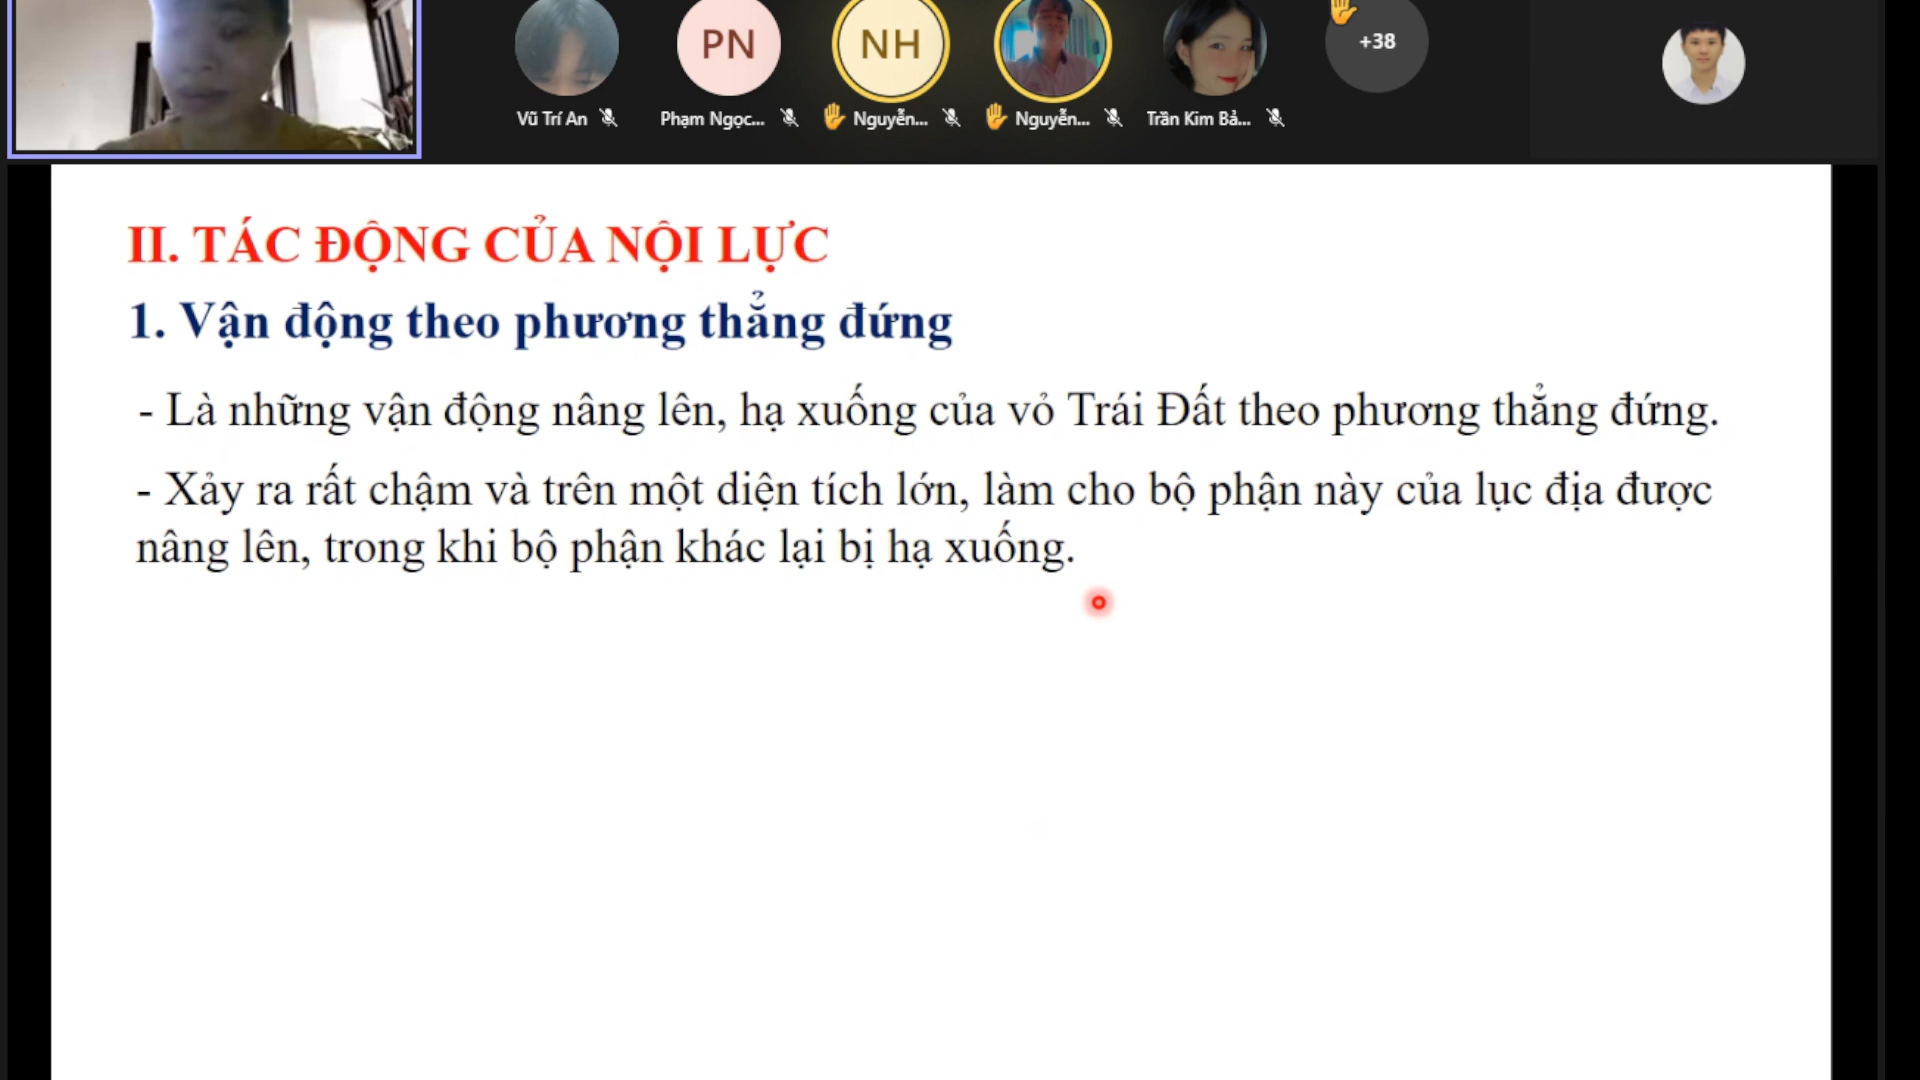 PN
NH
+38
Vũ Trí An
Phạm Ngọc...
Nguyễn...
Nguyễn...
Trần Kim Bả...
II. TÁC ĐỘNG CỦA NỘI LỰC
1. Vận động theo phương thẳng đứng
- Là những vận động nâng lên, hạ xuống của vỏ Trái Đất theo phương thẳng đứng.
- Xảy ra rất chậm và trên một diện tích lớn, làm cho bộ phận này của lục địa được
nâng lên, trong khi bộ phận khác lại bị hạ xuống.